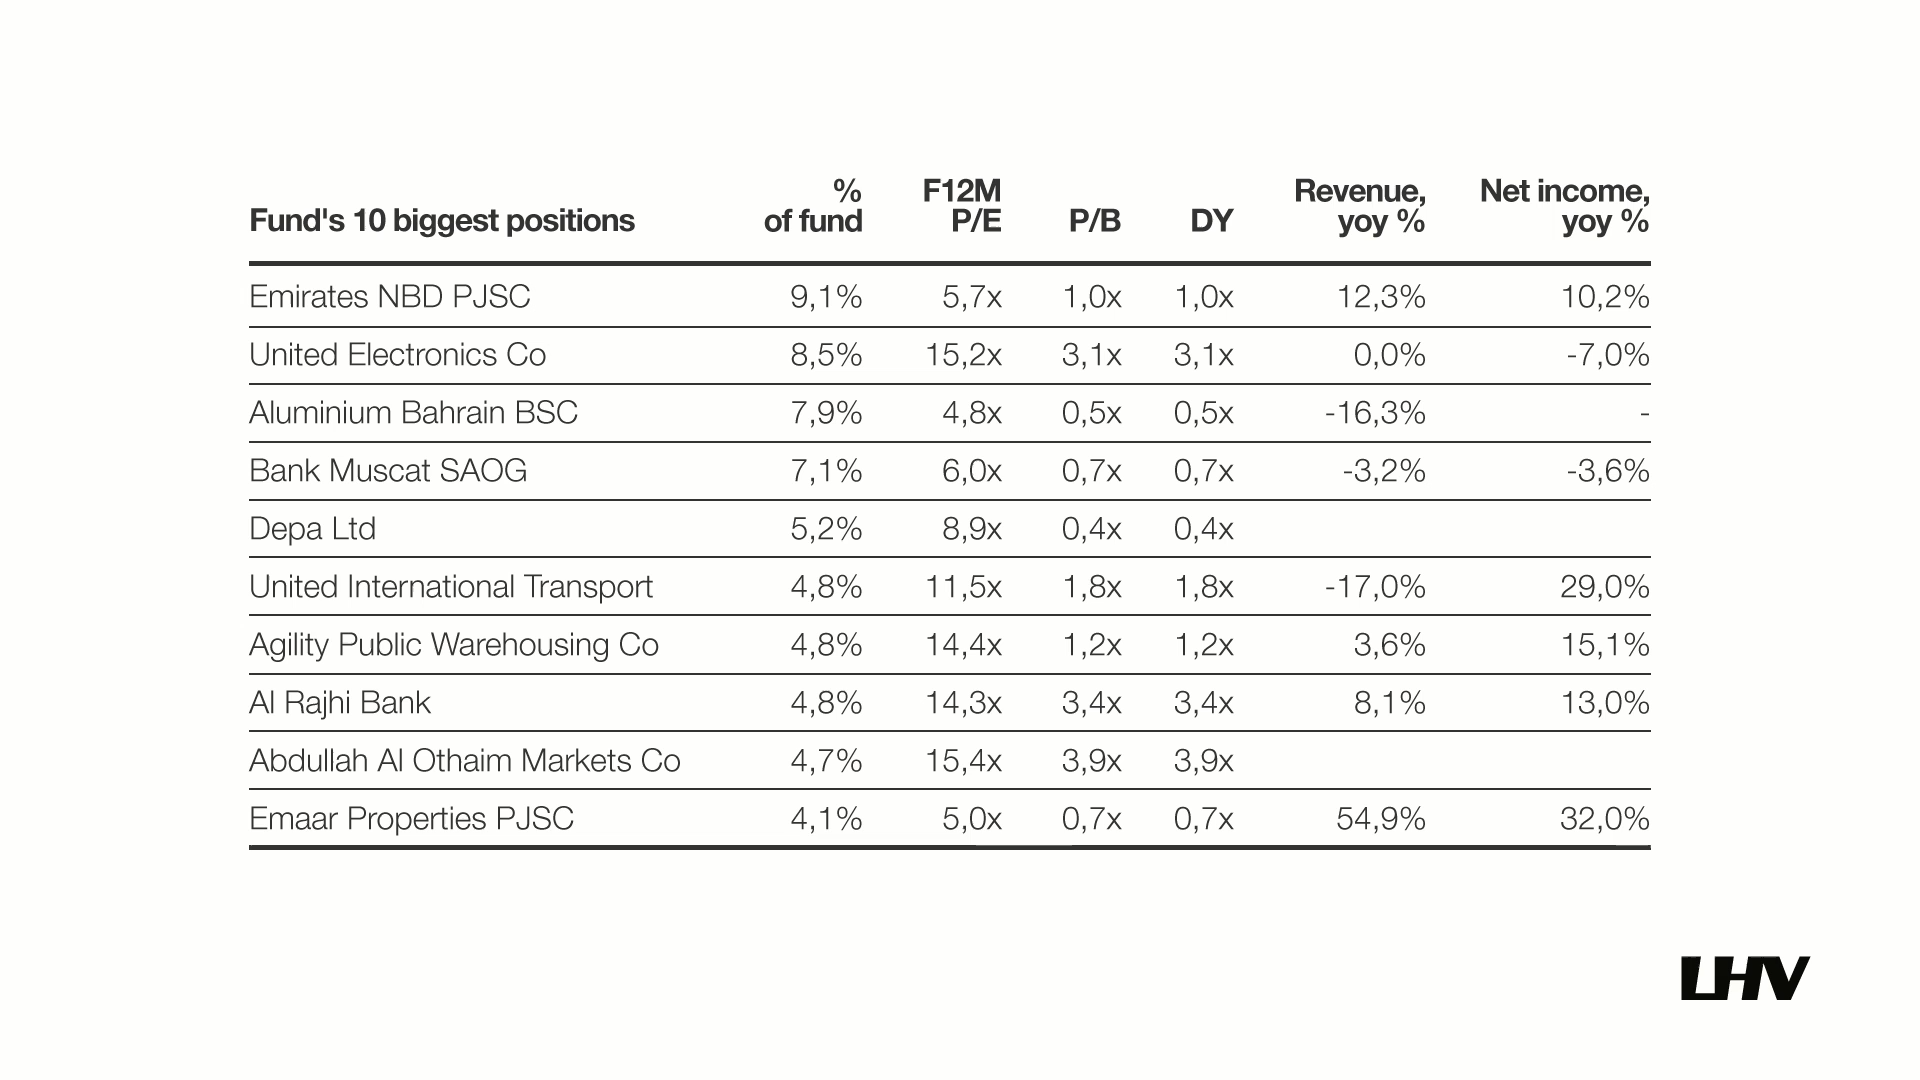 Fund's 10 biggest positions % of fund F12M P/E P/B DY Revenue, yoy % Net income, yoy %
Emirates NBD PJSC 9,1% 5,7x 1,0x 1,0x 12,3% 10,2%
United Electronics Co 8,5% 15,2x 3,1x 3,1x 0,0% -7,0%
Aluminium Bahrain BSC 7,9% 4,8x 0,5x 0,5x -16,3% -
Bank Muscat SAOG 7,1% 6,0x 0,7x 0,7x -3,2% -3,6%
Depa Ltd 5,2% 8,9x 0,4x 0,4x
United International Transport 4,8% 11,5x 1,8x 1,8x -17,0% 29,0%
Agility Public Warehousing Co 4,8% 14,4x 1,2x 1,2x 3,6% 15,1%
Al Rajhi Bank 4,8% 14,3x 3,4x 3,4x 8,1% 13,0%
Abdullah Al Othaim Markets Co 4,7% 15,4x 3,9x 3,9x
Emaar Properties PJSC 4,1% 5,0x 0,7x 0,7x 54,9% 32,0%
LHV